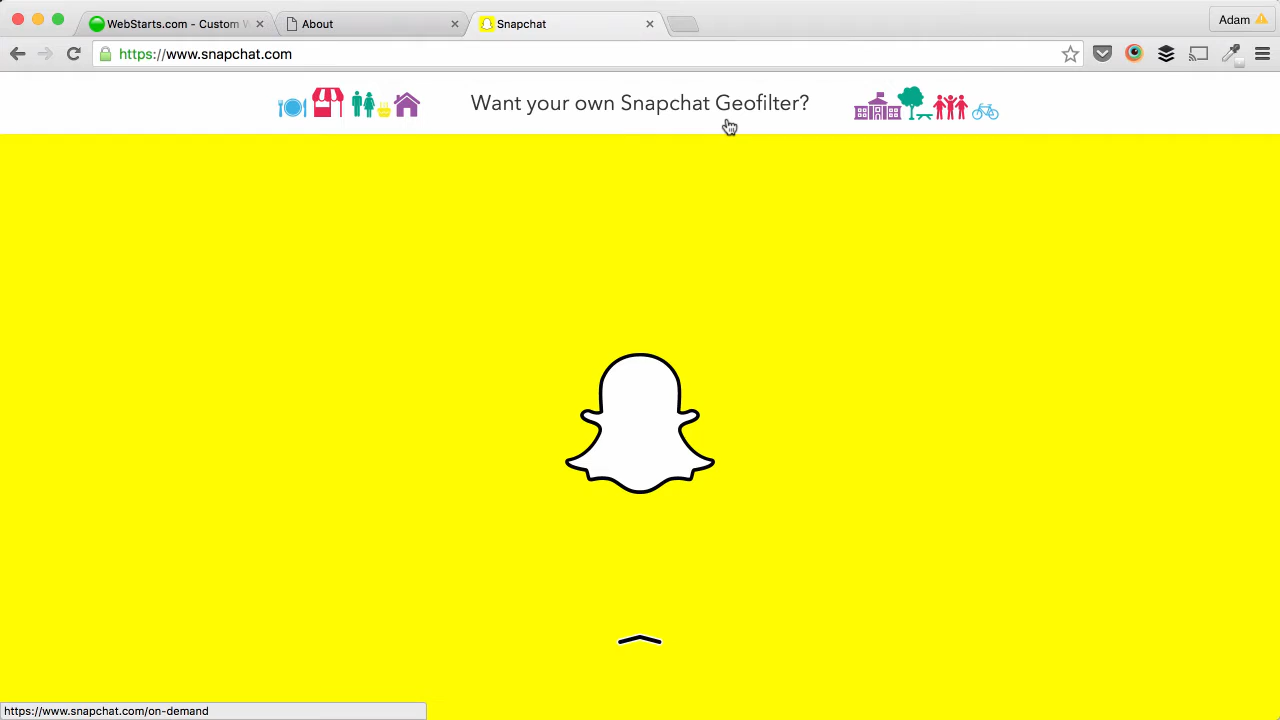 WebStarts.com - Custom W
About
Snapchat
Adam
https://www.snapchat.com
Want your own Snapchat Geofilter?
https://www.snapchat.com/on-demand